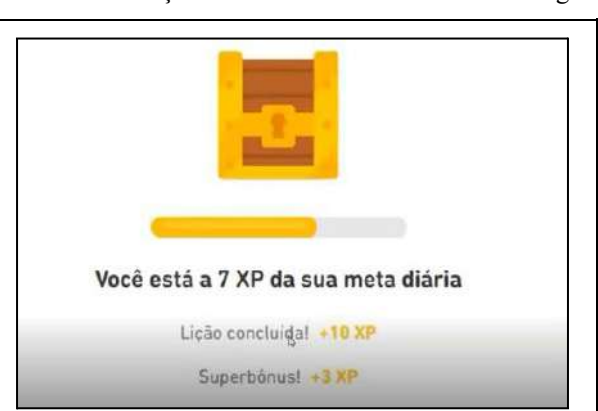 Você está a 7 XP da sua meta diária
Lição concluída! +10 XP
Superbônus! +3 XP